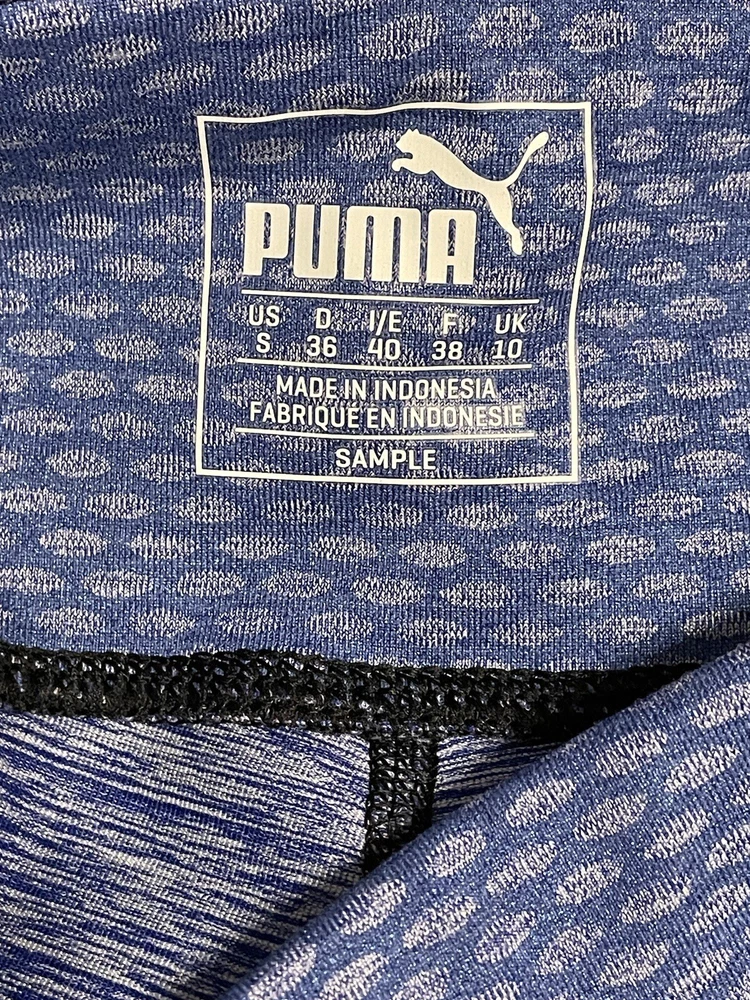 PUMA
US D I/E F UK
S 36 40 38 10
MADE IN INDONESIA
FABRIQUÉ EN INDONESIE
SAMPLE